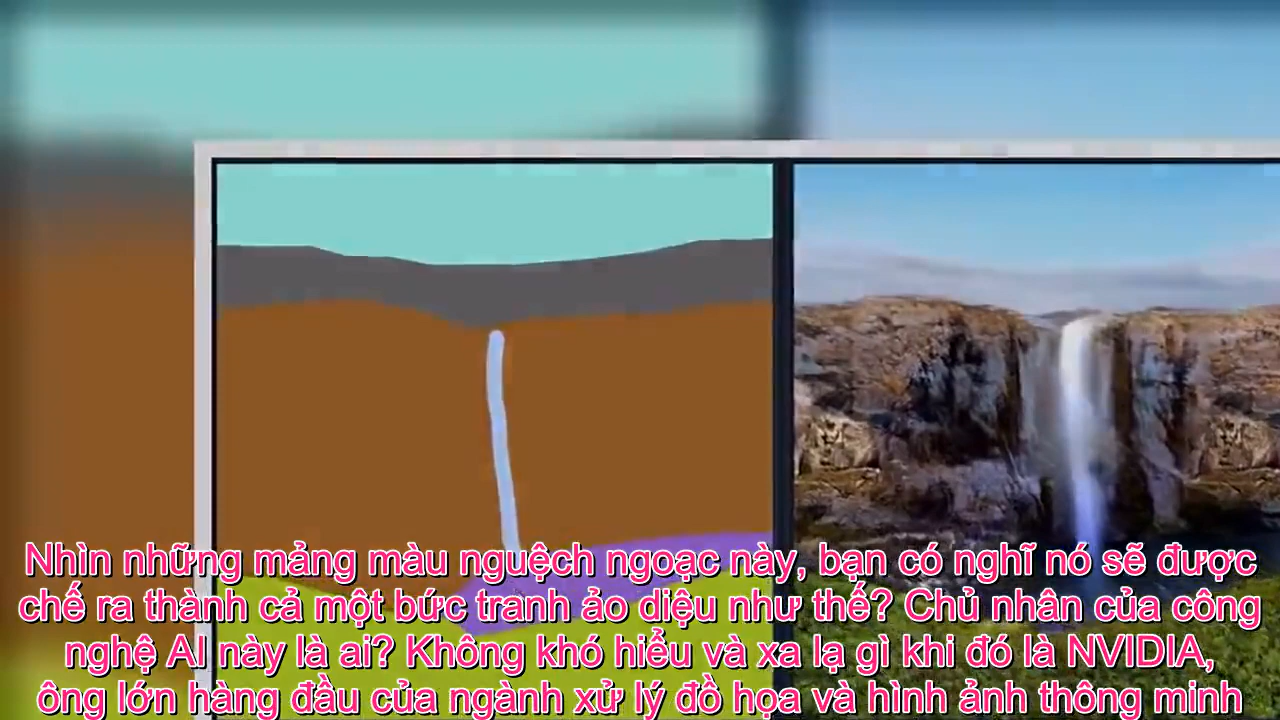 Nhìn những mảng màu nguệch ngoạc này, bạn có nghĩ nó sẽ được
chế ra thành cả một bức tranh ảo diệu như thế? Chủ nhân của công
nghệ AI này là ai? Không khó hiểu và xa lạ gì khi đó là NVIDIA,
ông lớn hàng đầu của ngành xử lý đồ họa và hình ảnh thông minh